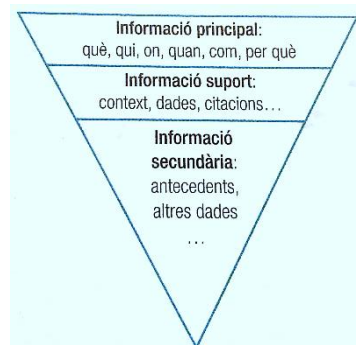 Informació principal:
què, qui, on, quan, com, per què
Informació suport:
context, dades, citacions...
Informació
secundària:
antecedents,
altres dades
...